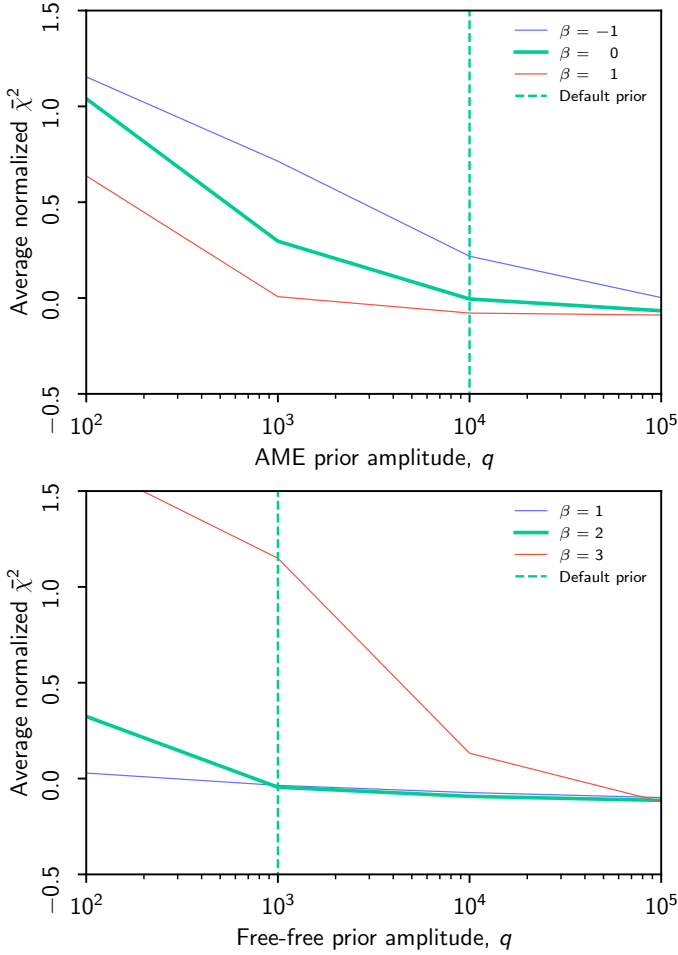 1.5
1.0
0.5
0.0
−0.5
Average normalized χ̄²
β = −1
β = 0
β = 1
Default prior
10² 10³ 10⁴ 10⁵
AME prior amplitude, q
1.5
1.0
0.5
0.0
−0.5
Average normalized χ̄²
β = 1
β = 2
β = 3
Default prior
10² 10³ 10⁴ 10⁵
Free-free prior amplitude, q